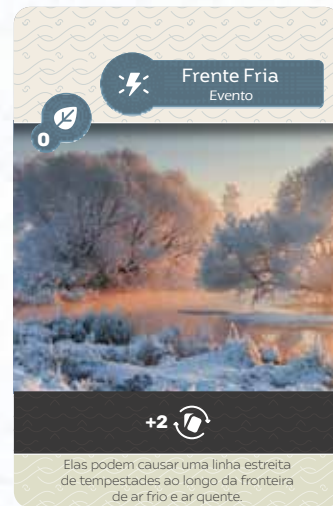 Frente Fria
Evento
0
+2
Elas podem causar uma linha estreita
de tempestades ao longo da fronteira
de ar frio e ar quente.